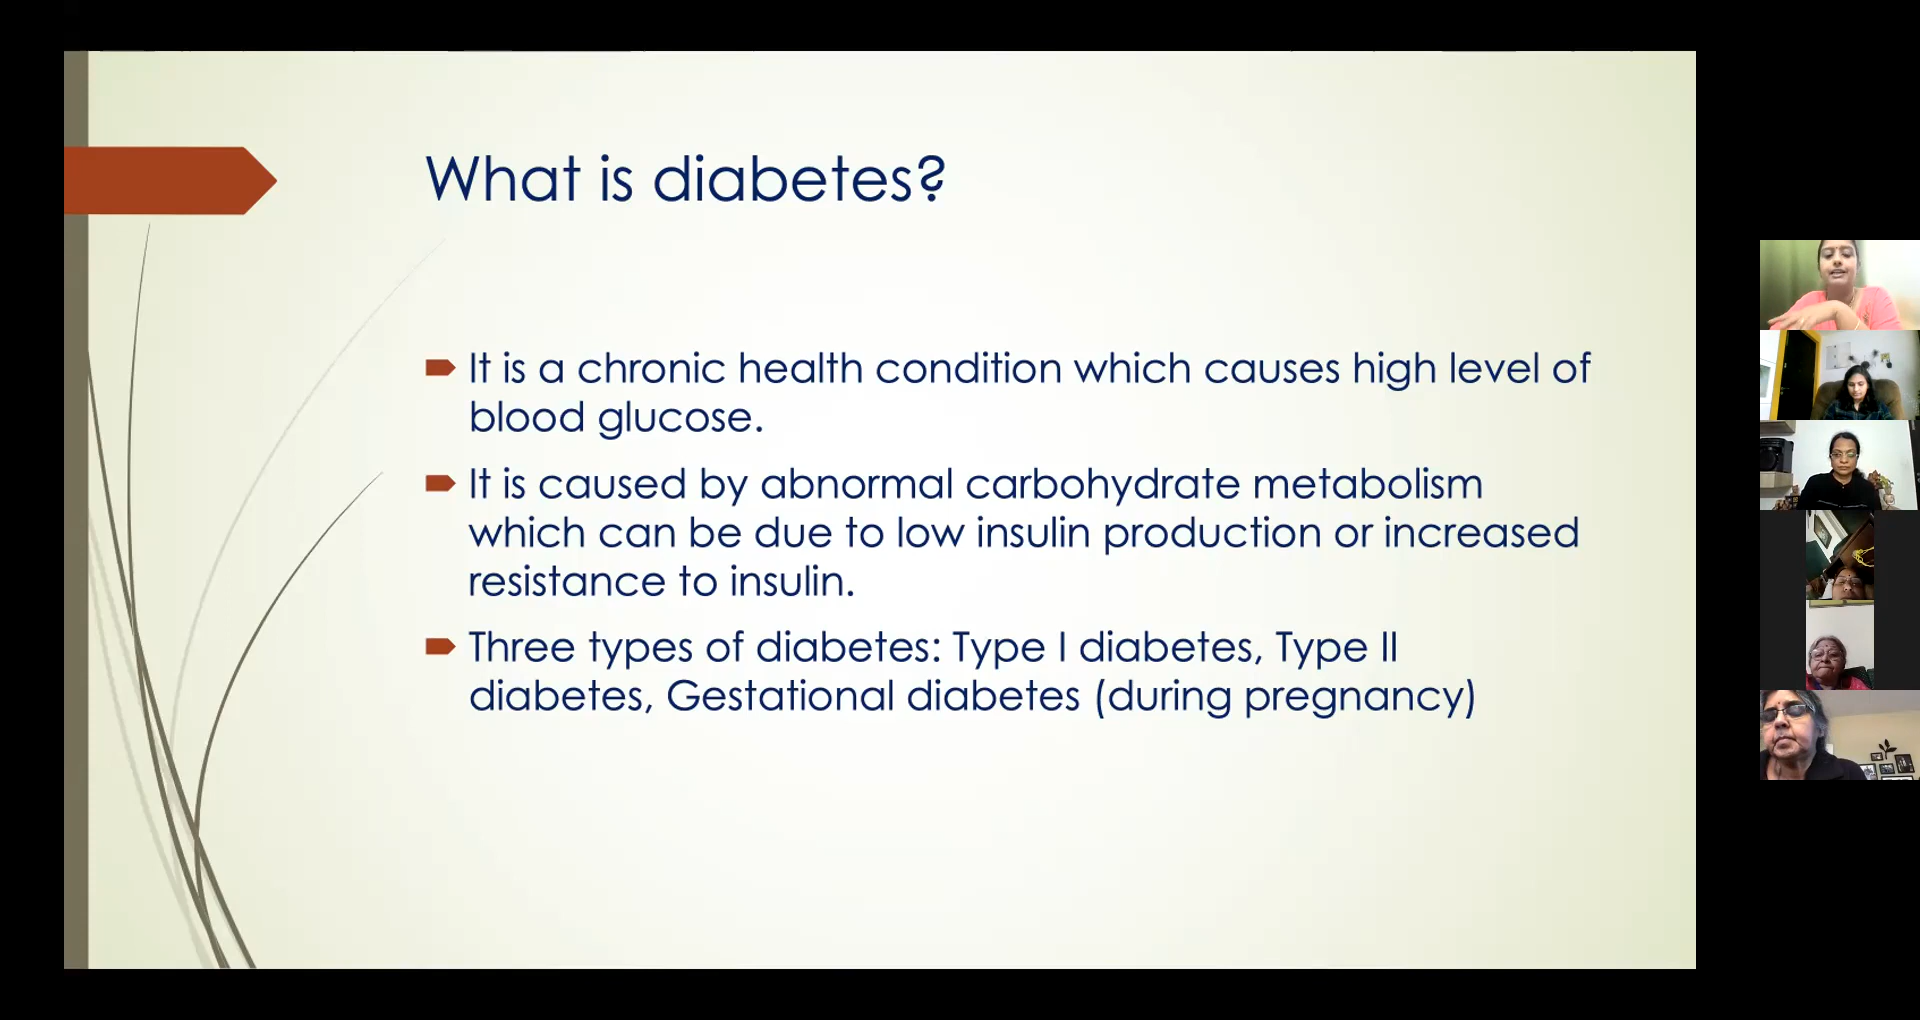 What is diabetes?
It is a chronic health condition which causes high level of
blood glucose.
It is caused by abnormal carbohydrate metabolism
which can be due to low insulin production or increased
resistance to insulin.
Three types of diabetes: Type I diabetes, Type II
diabetes, Gestational diabetes (during pregnancy)